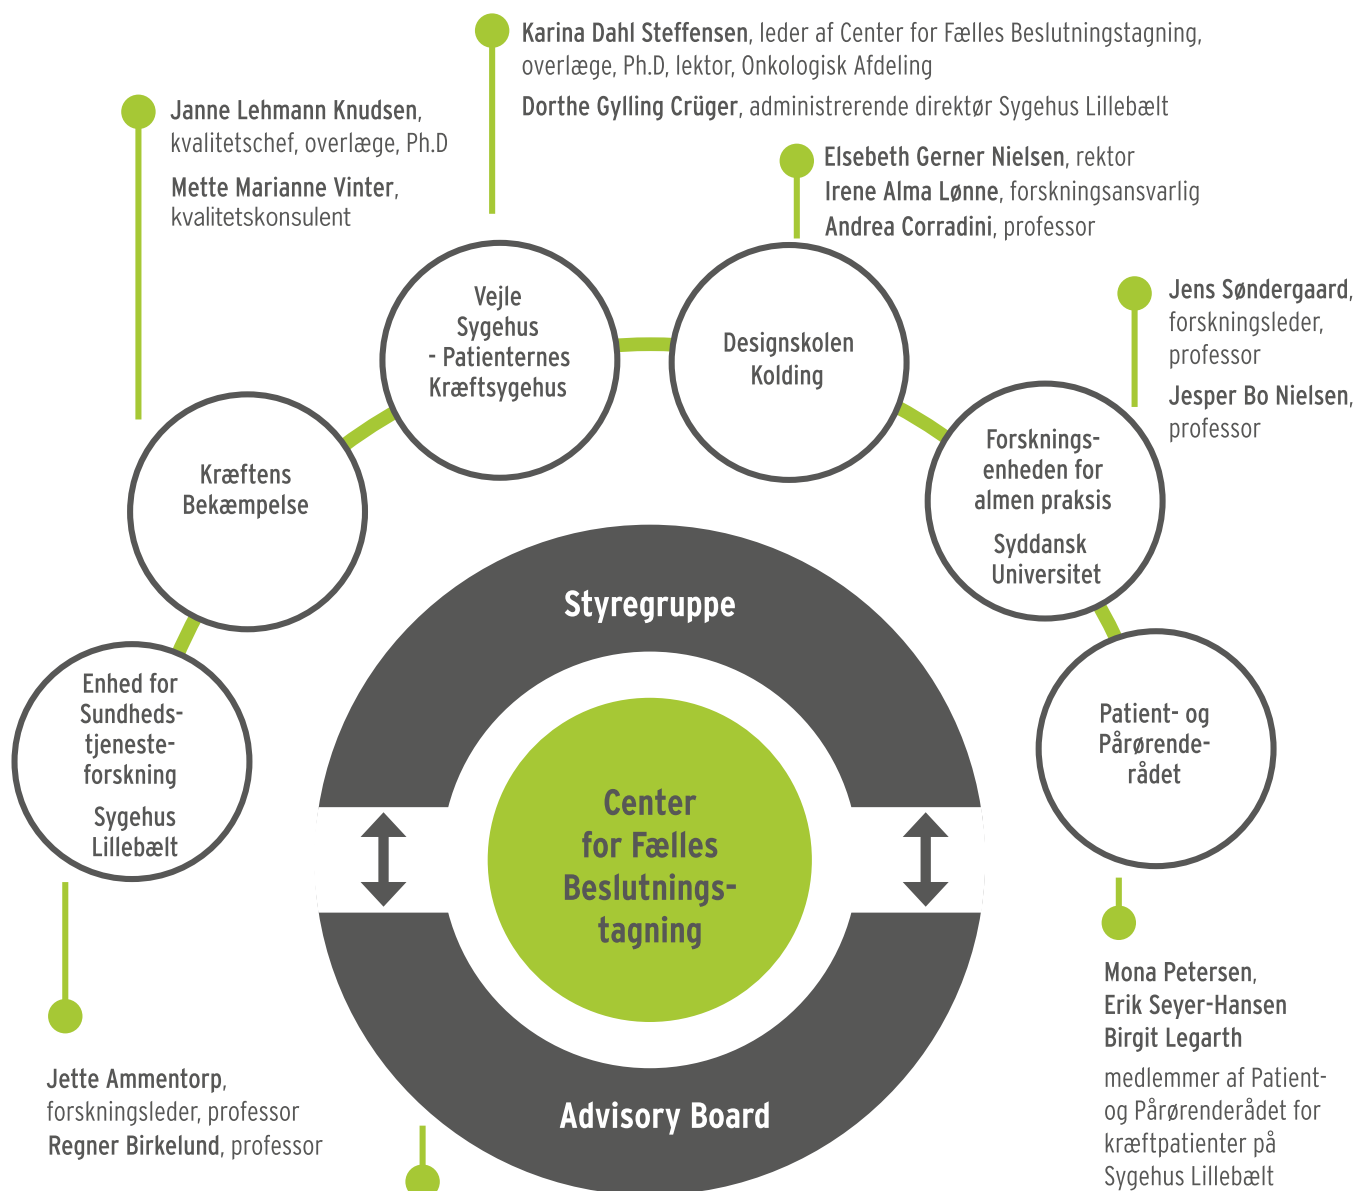 Karina Dahl Steffensen, leder af Center for Fælles Beslutningstagning,
overlæge, Ph.D, lektor, Onkologisk Afdeling
Dorthe Gylling Crüger, administrerende direktør Sygehus Lillebælt
Janne Lehmann Knudsen,
kvalitetschef, overlæge, Ph.D
Mette Marianne Vinter,
kvalitetskonsulent
Elsebeth Gerner Nielsen, rektor
Irene Alma Lønne, forskningsansvarlig
Andrea Corradini, professor
Jens Søndergaard,
forskningsleder,
professor
Jesper Bo Nielsen,
professor
Vejle
Sygehus
- Patienternes
Kræftsygehus
Designskolen
Kolding
Kræftens
Bekæmpelse
Forsknings-
enheden for
almen praksis
Syddansk
Universitet
Enhed for
Sundheds-
tjeneste-
forskning
Sygehus
Lillebælt
Patient- og
Pårørende-
rådet
Styregruppe
Center
for Fælles
Beslutnings-
tagning
Advisory Board
Jette Ammentorp,
forskningsleder, professor
Regner Birkelund, professor
Mona Petersen,
Erik Seyer-Hansen
Birgit Legarth
medlemmer af Patient-
og Pårørenderådet for
kræftpatienter på
Sygehus Lillebælt